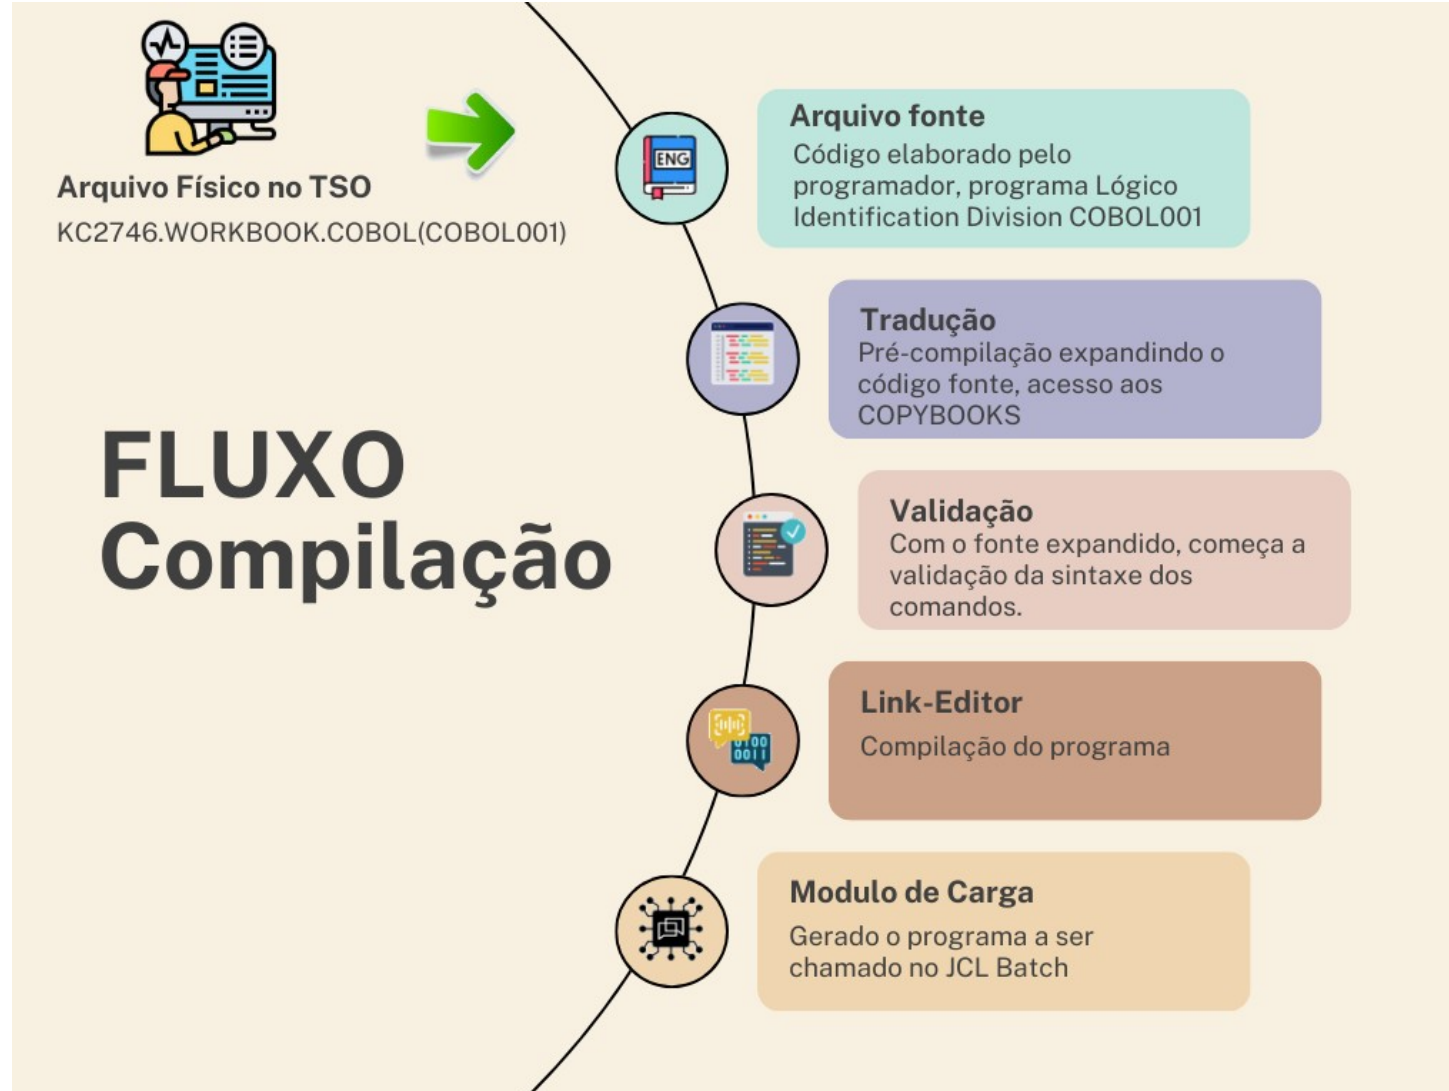 Arquivo Físico no TSO
KC2746.WORKBOOK.COBOL(COBOL001)
FLUXO
Compilação
ENG
Arquivo fonte
Código elaborado pelo
programador, programa Lógico
Identification Division COBOL001
Tradução
Pré-compilação expandindo o
código fonte, acesso aos
COPYBOOKS
Validação
Com o fonte expandido, começa a
validação da sintaxe dos
comandos.
0100
0011
Link-Editor
Compilação do programa
Modulo de Carga
Gerado o programa a ser
chamado no JCL Batch